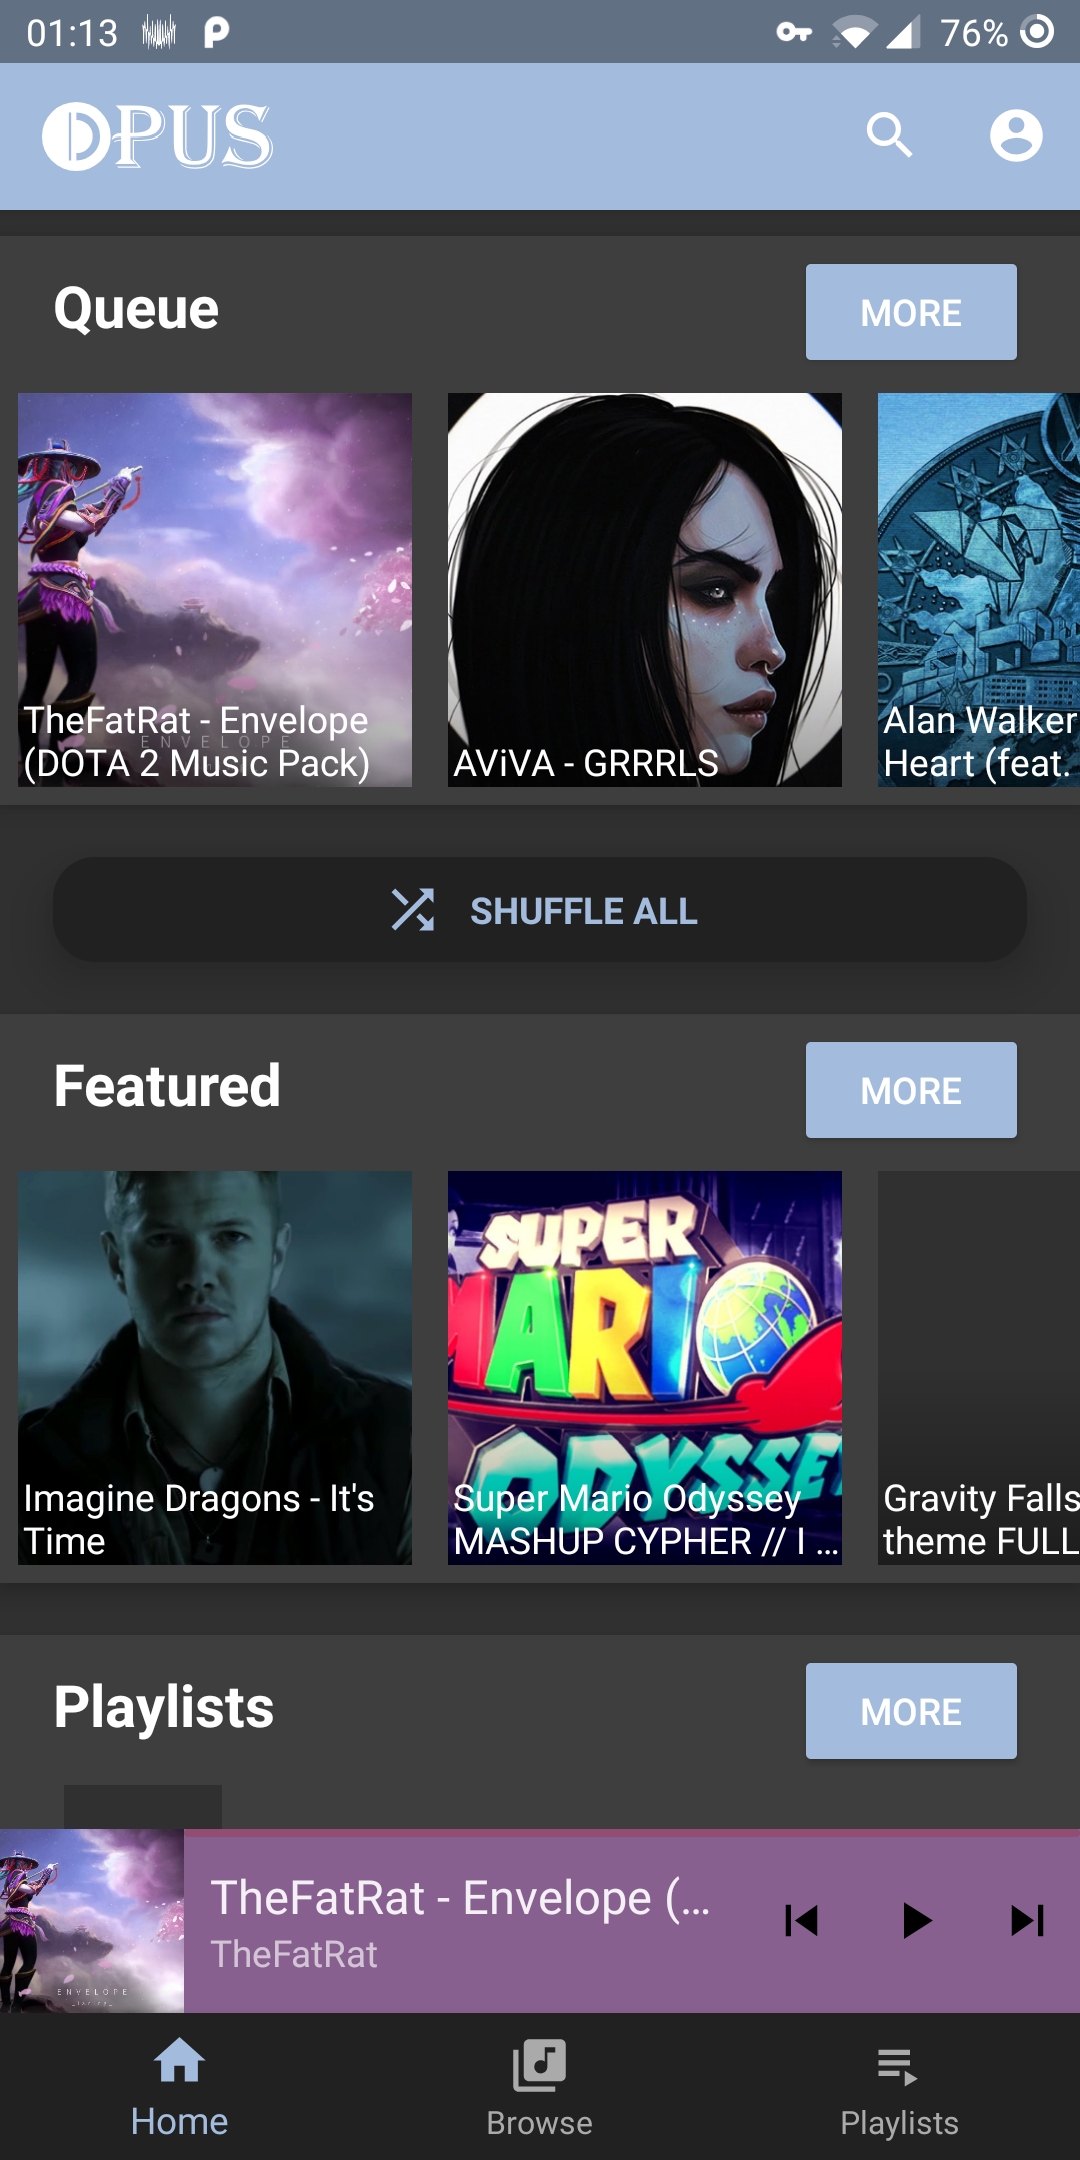 01:13
76%
OPUS
Queue
MORE
ENVELOPE
TheFatRat - Envelope
(DOTA 2 Music Pack)
AViVA - GRRRLS
Alan Walker
Heart (feat.
SHUFFLE ALL
Featured
MORE
Imagine Dragons - It's
Time
SUPER
MARIO
ODYSSEY
Super Mario Odyssey
MASHUP CYPHER // I ...
Gravity Falls
theme FULL
Playlists
MORE
ENVELOPE
TheFatRat - Envelope (...
TheFatRat
Home
Browse
Playlists